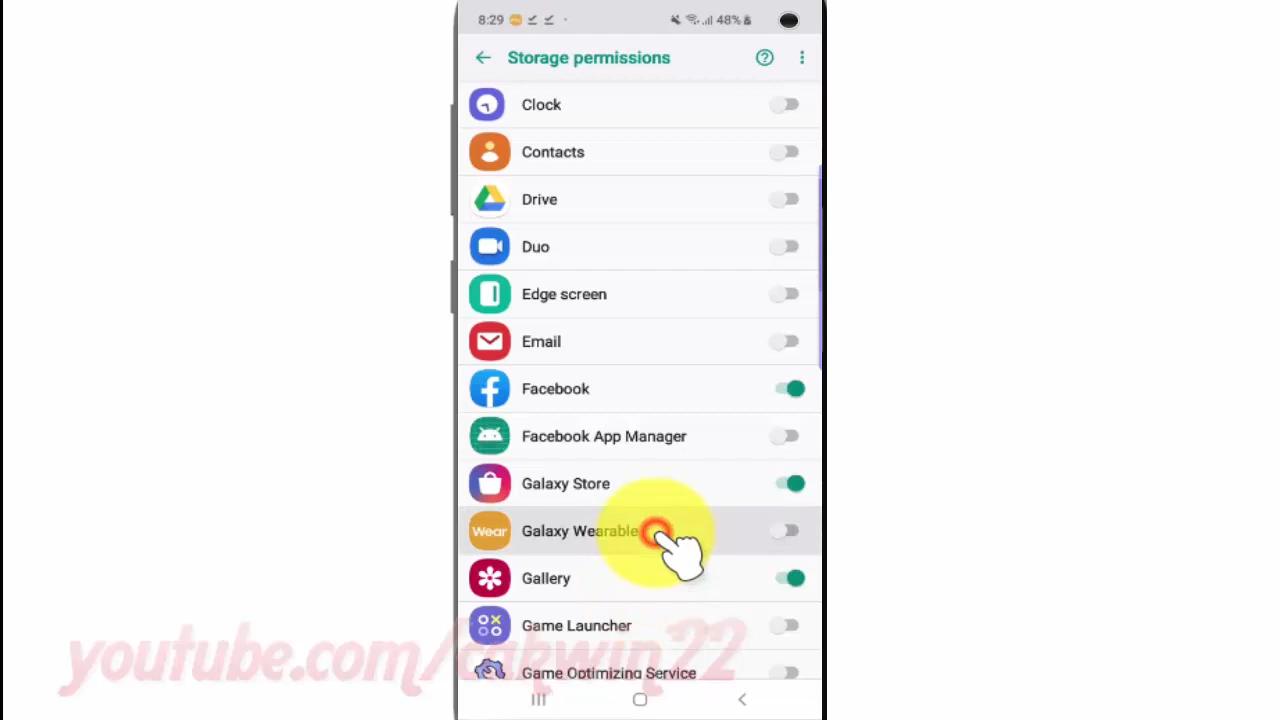 8:29 48%
Storage permissions
Clock
Contacts
Drive
Duo
Edge screen
Email
Facebook
Facebook App Manager
Galaxy Store
Wear Galaxy Wearable
Gallery
Game Launcher
Game Optimizing Service
youtube.com/cakwin22